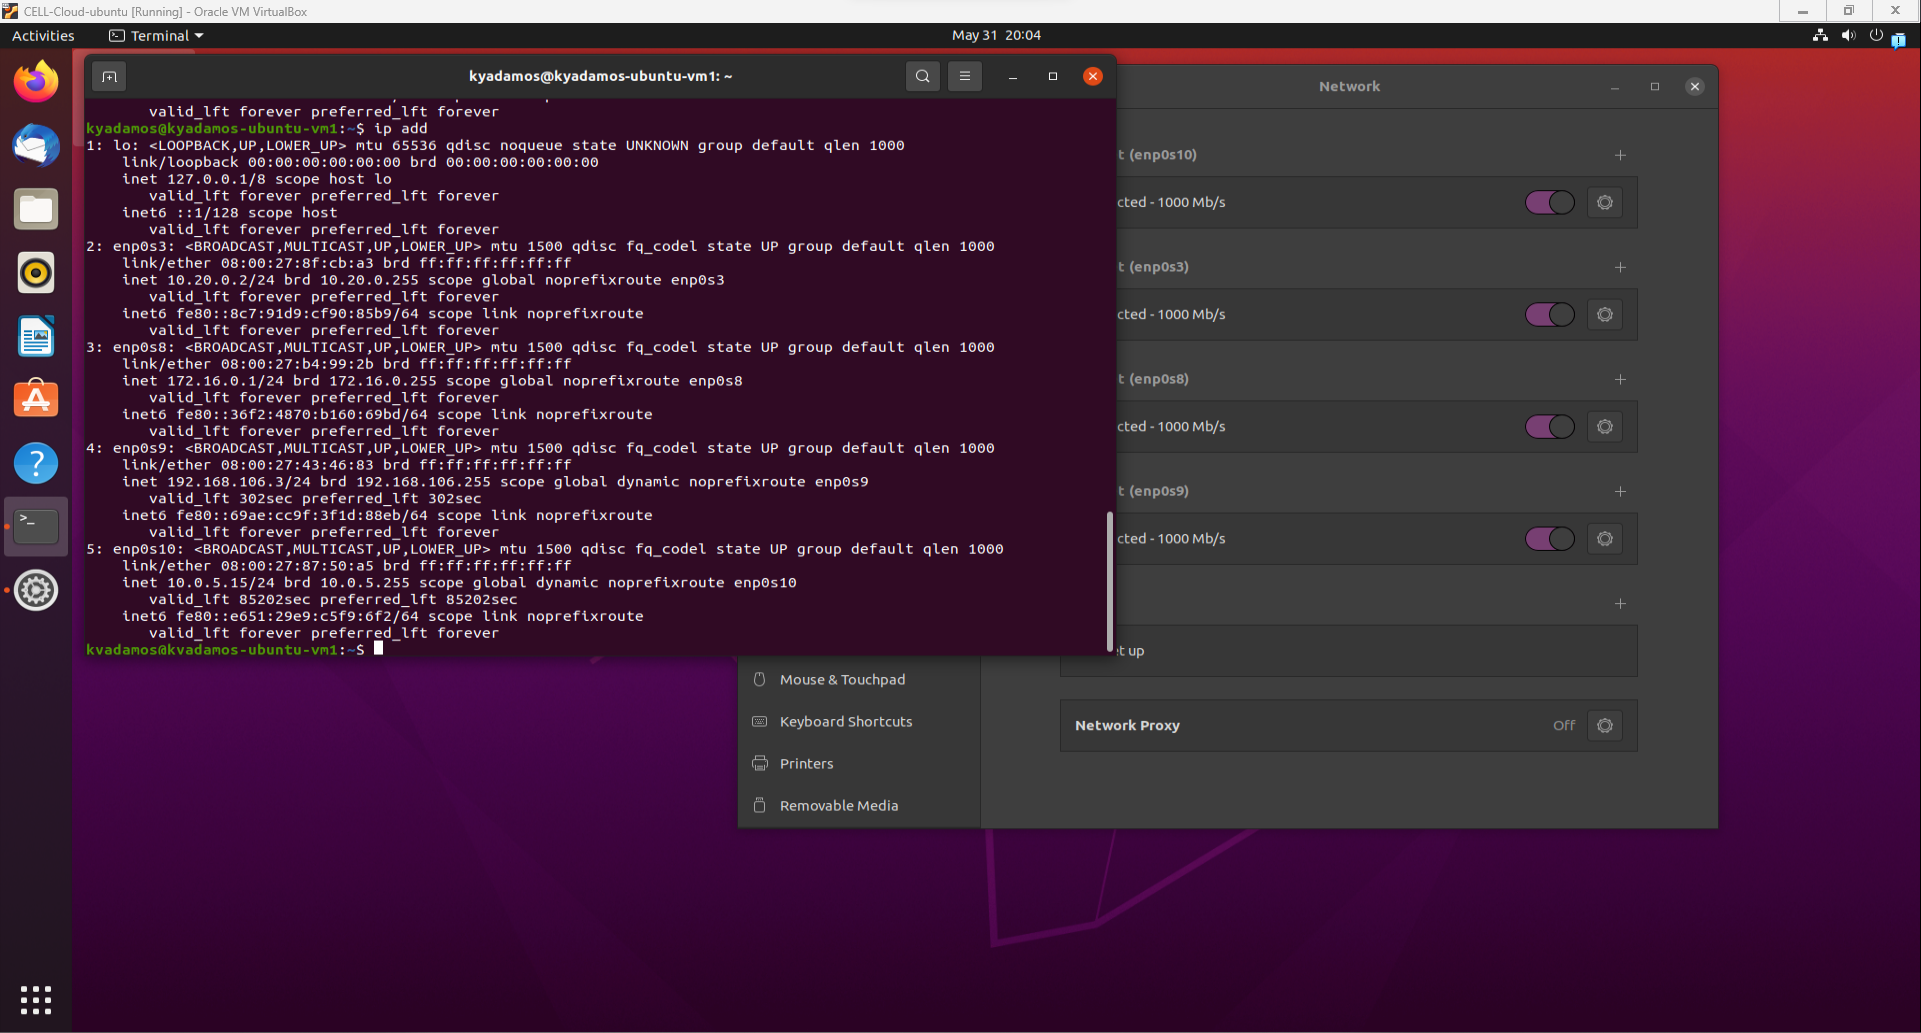 CELL-Cloud-ubuntu [Running] - Oracle VM VirtualBox
Activities
Terminal
May 31 20:04
kyadamos@kyadamos-ubuntu-vm1: ~
valid_lft forever preferred_lft forever
kyadamos@kyadamos-ubuntu-vm1:~$ ip add
1: lo: <LOOPBACK,UP,LOWER_UP> mtu 65536 qdisc noqueue state UNKNOWN group default qlen 1000
link/loopback 00:00:00:00:00:00 brd 00:00:00:00:00:00
inet 127.0.0.1/8 scope host lo
valid_lft forever preferred_lft forever
inet6 ::1/128 scope host
valid_lft forever preferred_lft forever
2: enp0s3: <BROADCAST,MULTICAST,UP,LOWER_UP> mtu 1500 qdisc fq_codel state UP group default qlen 1000
link/ether 08:00:27:8f:cb:a3 brd ff:ff:ff:ff:ff:ff
inet 10.20.0.2/24 brd 10.20.0.255 scope global noprefixroute enp0s3
valid_lft forever preferred_lft forever
inet6 fe80::8c7:91d9:cf90:85b9/64 scope link noprefixroute
valid_lft forever preferred_lft forever
3: enp0s8: <BROADCAST,MULTICAST,UP,LOWER_UP> mtu 1500 qdisc fq_codel state UP group default qlen 1000
link/ether 08:00:27:b4:99:2b brd ff:ff:ff:ff:ff:ff
inet 172.16.0.1/24 brd 172.16.0.255 scope global noprefixroute enp0s8
valid_lft forever preferred_lft forever
inet6 fe80::36f2:4870:b160:69bd/64 scope link noprefixroute
valid_lft forever preferred_lft forever
4: enp0s9: <BROADCAST,MULTICAST,UP,LOWER_UP> mtu 1500 qdisc fq_codel state UP group default qlen 1000
link/ether 08:00:27:43:46:83 brd ff:ff:ff:ff:ff:ff
inet 192.168.106.3/24 brd 192.168.106.255 scope global dynamic noprefixroute enp0s9
valid_lft 302sec preferred_lft 302sec
inet6 fe80::69ae:cc9f:3f1d:88eb/64 scope link noprefixroute
valid_lft forever preferred_lft forever
5: enp0s10: <BROADCAST,MULTICAST,UP,LOWER_UP> mtu 1500 qdisc fq_codel state UP group default qlen 1000
link/ether 08:00:27:87:50:a5 brd ff:ff:ff:ff:ff:ff
inet 10.0.5.15/24 brd 10.0.5.255 scope global dynamic noprefixroute enp0s10
valid_lft 85202sec preferred_lft 85202sec
inet6 fe80::e651:29e9:c5f9:6f2/64 scope link noprefixroute
valid_lft forever preferred_lft forever
kyadamos@kyadamos-ubuntu-vm1:~$
Network
t (enp0s10)
cted - 1000 Mb/s
t (enp0s3)
cted - 1000 Mb/s
t (enp0s8)
cted - 1000 Mb/s
t (enp0s9)
cted - 1000 Mb/s
t up
Network Proxy
Off
Mouse & Touchpad
Keyboard Shortcuts
Printers
Removable Media